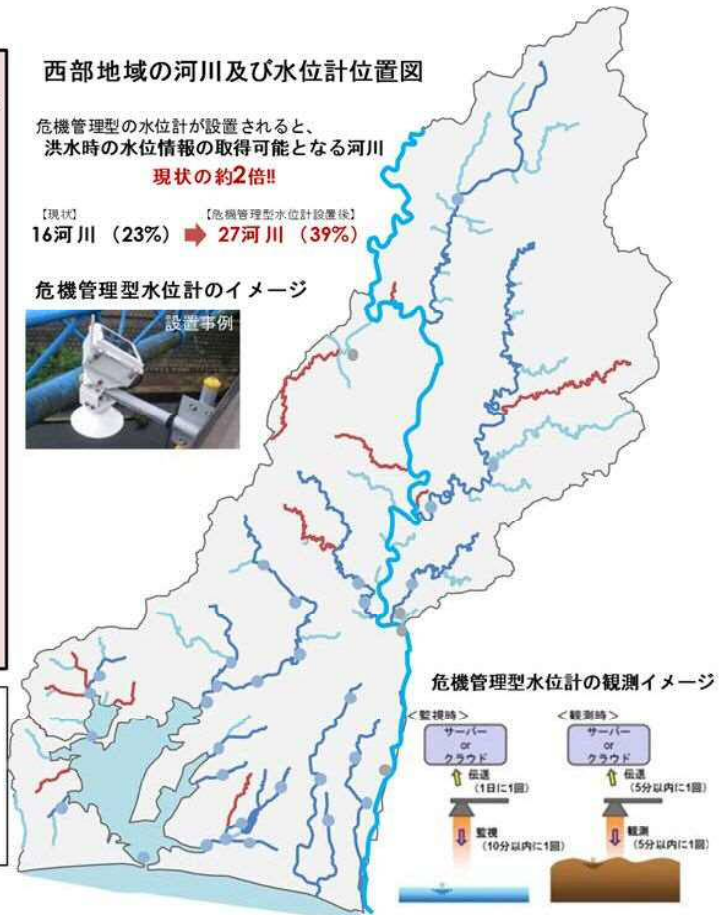 西部地域の河川及び水位計位置図
危機管理型の水位計が設置されると、
洪水時の水位情報の取得可能となる河川
現状の約2倍!!
【現状】
【危機管理型水位計設置後】
16河川 (23%) ➡ 27河川 (39%)
危機管理型水位計のイメージ
設置事例
危機管理型水位計の観測イメージ
<監視時>
サーバー
or
クラウド
伝送
(1日に1回)
監視
(10分以内に1回)
<観測時>
サーバー
or
クラウド
伝送
(5分以内に1回)
観測
(5分以内に1回)